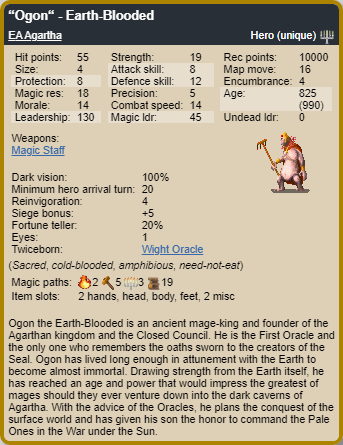 “Ogon“ - Earth-Blooded
EA Agartha Hero (unique)
Hit points: 55 Strength: 19 Rec points: 10000
Size: 4 Attack skill: 8 Map move: 16
Protection: 8 Defence skill: 12 Encumbrance: 4
Magic res: 18 Precision: 5 Age: 825
Morale: 14 Combat speed: 14 (990)
Leadership: 130 Magic ldr: 45 Undead ldr: 0
Weapons:
Magic Staff
Dark vision: 100%
Minimum hero arrival turn: 20
Reinvigoration: 4
Siege bonus: +5
Fortune teller: 20%
Eyes: 1
Twiceborn: Wight Oracle
(Sacred, cold-blooded, amphibious, need-not-eat)
Magic paths: 2 5 3 19
Item slots: 2 hands, head, body, feet, 2 misc
Ogon the Earth-Blooded is an ancient mage-king and founder of the
Agarthan kingdom and the Closed Council. He is the First Oracle and
the only one who remembers the oaths sworn to the creators of the
Seal. Ogon has lived long enough in attunement with the Earth to
become almost immortal. Drawing strength from the Earth itself, he
has reached an age and power that would impress the greatest of
mages should they ever venture down into the dark caverns of
Agartha. With the advice of the Oracles, he plans the conquest of the
surface world and has given his son the honor to command the Pale
Ones in the War under the Sun.